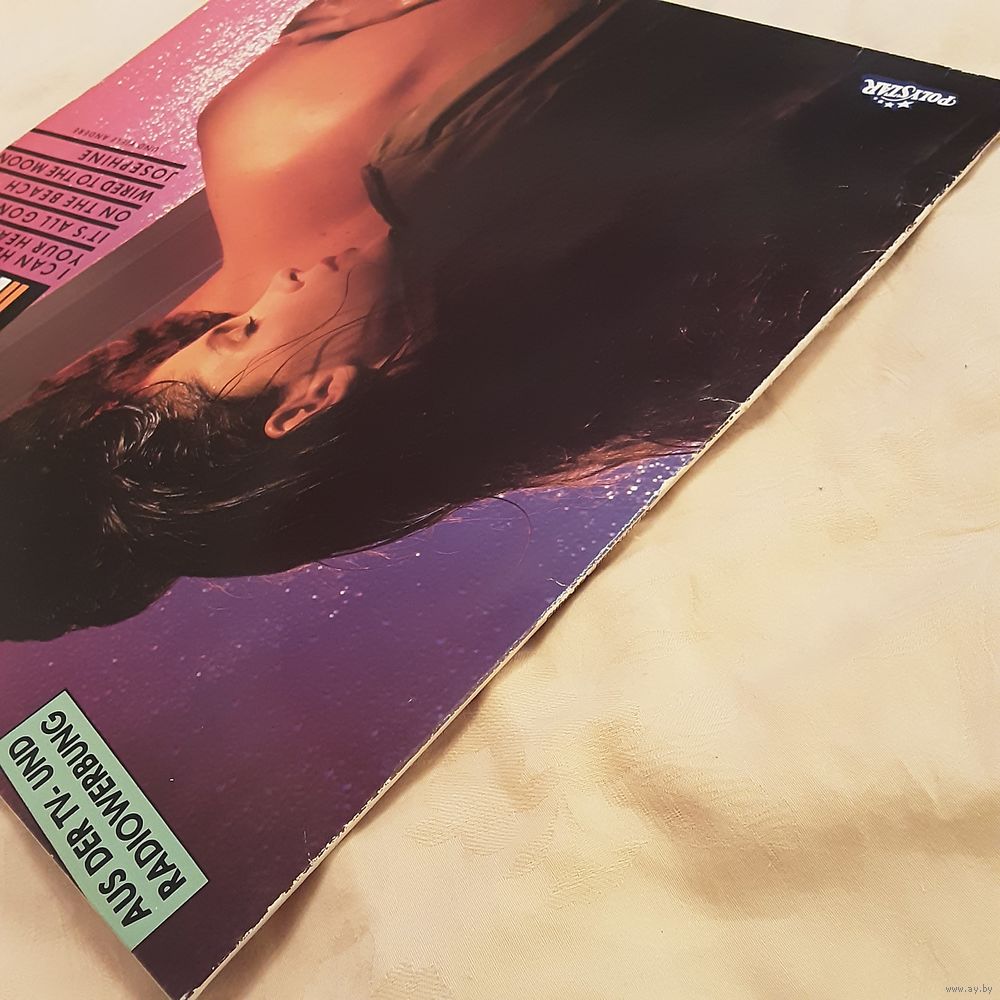 POLYSTAR
I CAN HE
YOUR HEA
IT'S ALL GON
ON THE BEACH
WIRED TO THE MOON
JOSEPHINE
UND VIELE ANDERE
AUS DER TV- UND
RADIOWERBUNG
www.ay.by